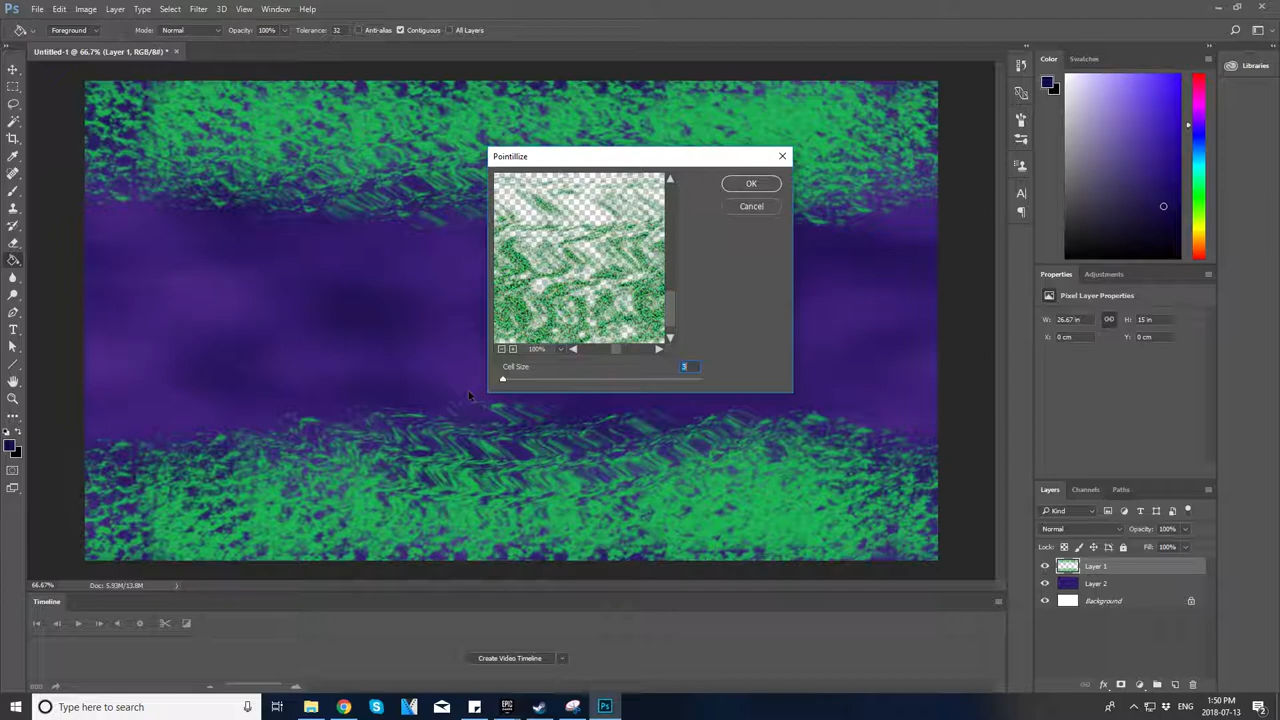 Ps File Edit Image Layer Type Select Filter 3D View Window Help
Foreground Mode: Normal Opacity: 100% Tolerance: 32 Anti-alias Contiguous All Layers
Untitled-1 @ 66.7% (Layer 1, RGB/8#) *
Color Swatches
Libraries
Pointillize
OK
Cancel
100%
Cell Size 3
Properties Adjustments
Pixel Layer Properties
W: 26.67 in H: 15 in
X: 0 cm Y: 0 cm
Layers Channels Paths
Kind
Normal Opacity: 100%
Lock: Fill: 100%
Layer 1
Layer 2
Background
66.67% Doc: 5.93M/13.8M
Timeline
Create Video Timeline
Type here to search
Ps
ENG
1:50 PM
2018-07-13